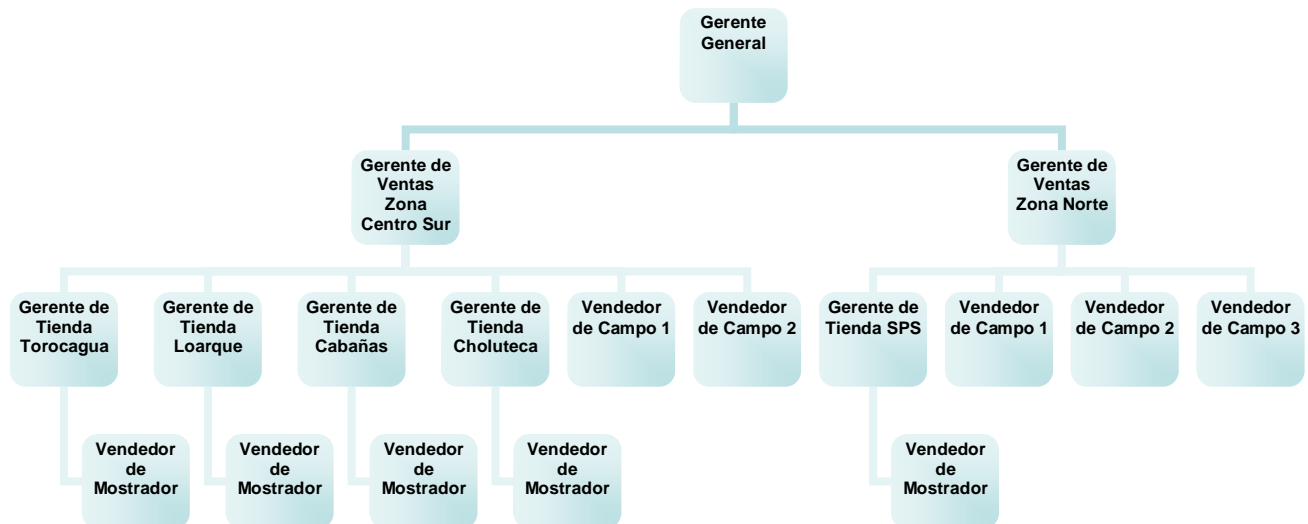 Gerente
General
Gerente de
Ventas
Zona
Centro Sur
Gerente de
Ventas
Zona Norte
Gerente de
Tienda
Torocagua
Gerente de
Tienda
Loarque
Gerente de
Tienda
Cabañas
Gerente de
Tienda
Choluteca
Vendedor
de Campo 1
Vendedor
de Campo 2
Gerente de
Tienda SPS
Vendedor
de Campo 1
Vendedor
de Campo 2
Vendedor
de Campo 3
Vendedor
de
Mostrador
Vendedor
de
Mostrador
Vendedor
de
Mostrador
Vendedor
de
Mostrador
Vendedor
de
Mostrador